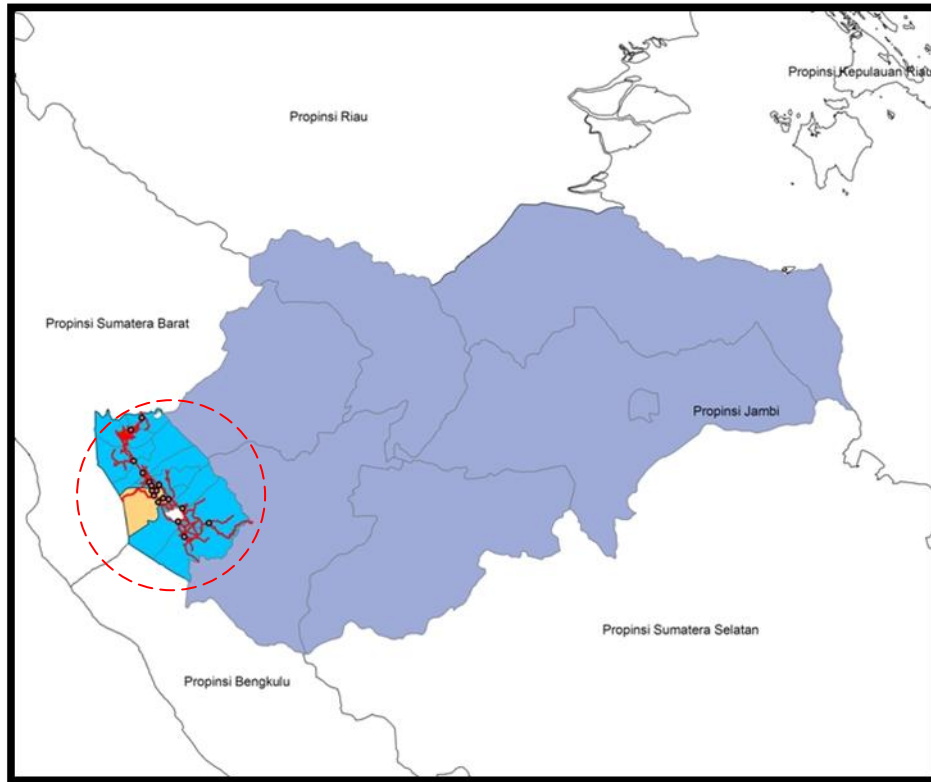 Propinsi Kepulauan Riau
Propinsi Riau
Propinsi Sumatera Barat
Propinsi Jambi
Propinsi Sumatera Selatan
Propinsi Bengkulu